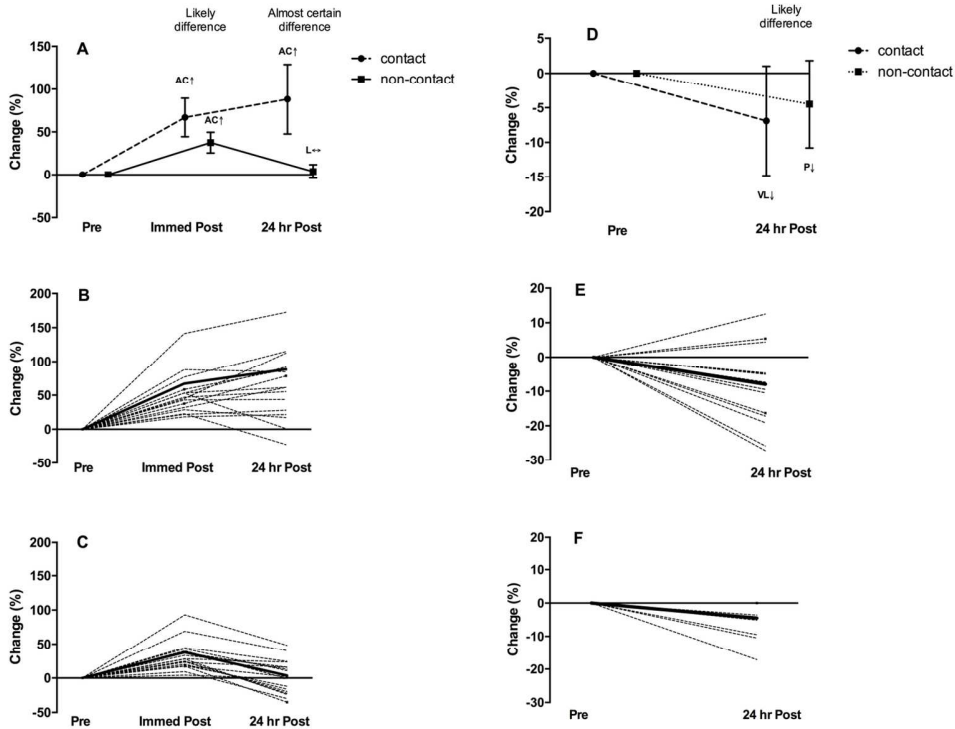 Likely
difference
Almost certain
difference
A
150
100
50
0
-50
Change (%)
AC↑
AC↑
AC↑
L↔
contact
non-contact
Pre
Immed Post
24 hr Post
Likely
difference
D
5
0
-5
-10
-15
-20
Change (%)
VL↓
P↓
contact
non-contact
Pre
24 hr Post
B
200
150
100
50
0
-50
Change (%)
Pre
Immed Post
24 hr Post
E
20
10
0
-10
-20
-30
Change (%)
Pre
24 hr Post
C
200
150
100
50
0
-50
Change (%)
Pre
Immed Post
24 hr Post
F
20
10
0
-10
-20
-30
Change (%)
Pre
24 hr Post